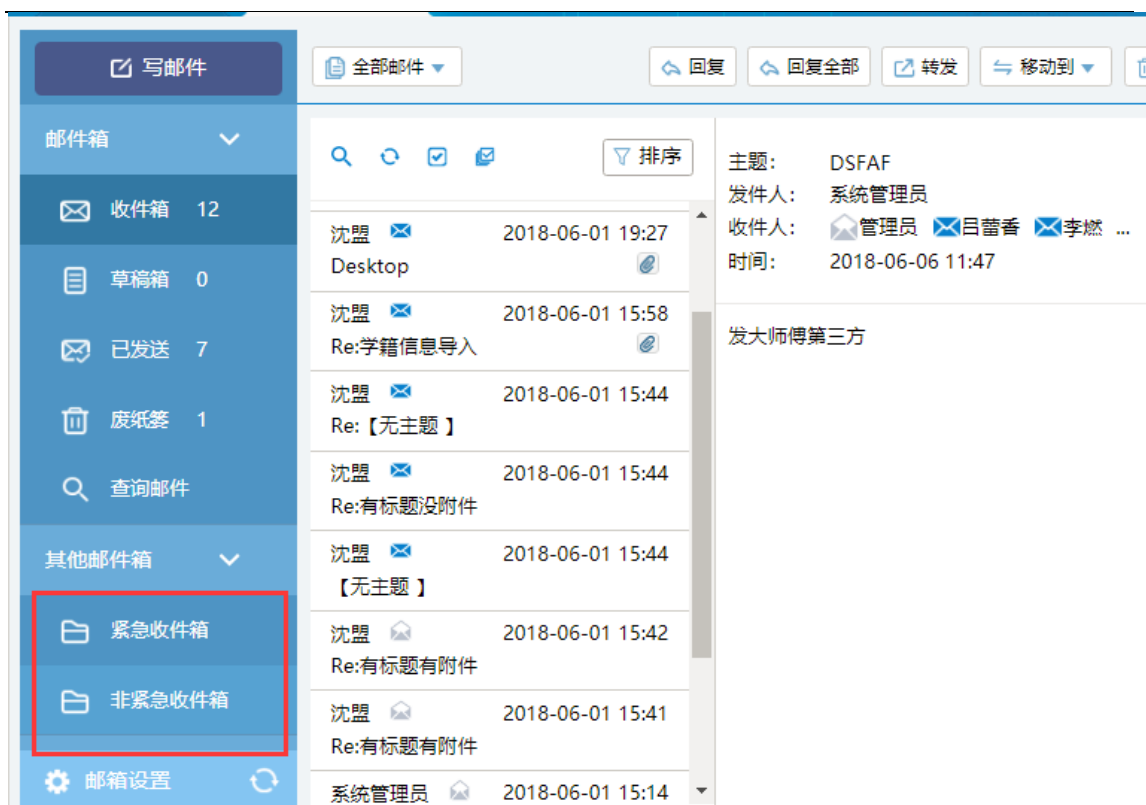 写邮件
全部邮件
回复
回复全部
转发
移动到
邮件箱
收件箱 12
草稿箱 0
已发送 7
废纸篓 1
查询邮件
其他邮件箱
紧急收件箱
非紧急收件箱
邮箱设置
排序
沈盟 2018-06-01 19:27
Desktop
沈盟 2018-06-01 15:58
Re:学籍信息导入
沈盟 2018-06-01 15:44
Re:【无主题 】
沈盟 2018-06-01 15:44
Re:有标题没附件
沈盟 2018-06-01 15:44
【无主题 】
沈盟 2018-06-01 15:42
Re:有标题有附件
沈盟 2018-06-01 15:41
Re:有标题有附件
系统管理员 2018-06-01 15:14
主题: DSFAF
发件人: 系统管理员
收件人: 管理员 吕蕾香 李燃 ...
时间: 2018-06-06 11:47
发大师傅第三方